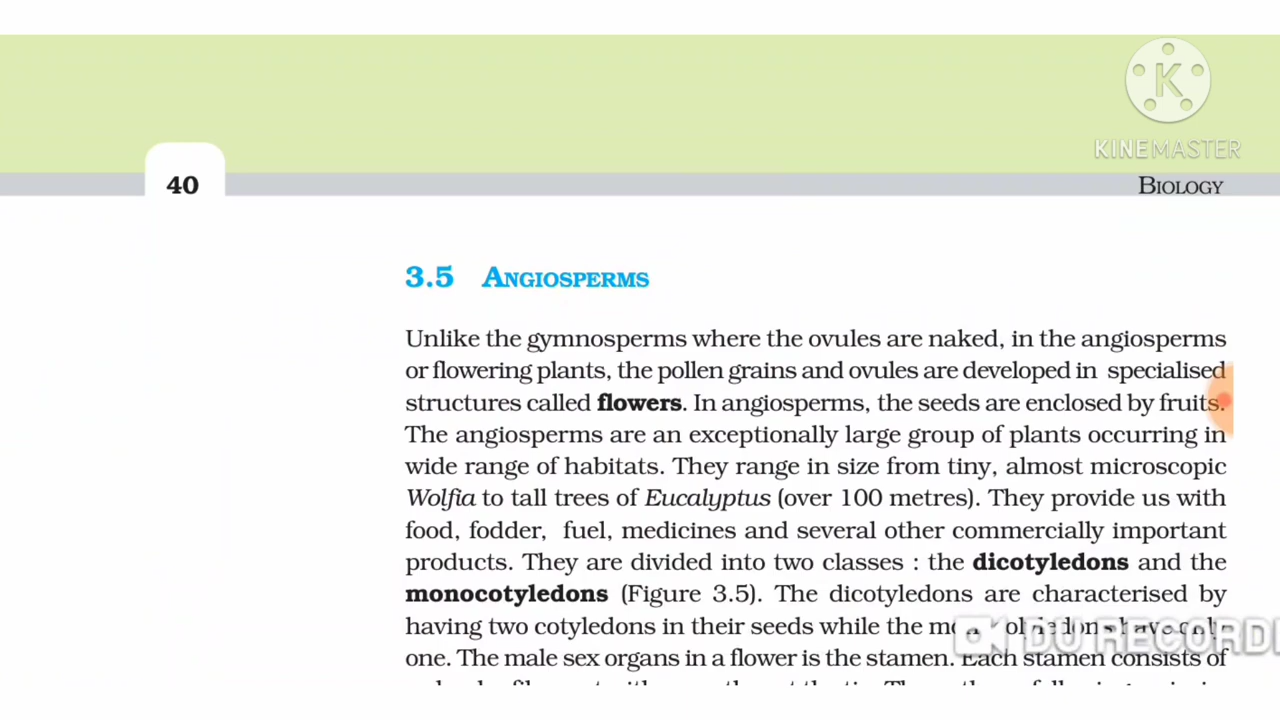 KINEMASTER
40
BIOLOGY
3.5 ANGIOSPERMS
Unlike the gymnosperms where the ovules are naked, in the angiosperms
or flowering plants, the pollen grains and ovules are developed in specialised
structures called flowers. In angiosperms, the seeds are enclosed by fruits.
The angiosperms are an exceptionally large group of plants occurring in
wide range of habitats. They range in size from tiny, almost microscopic
Wolfia to tall trees of Eucalyptus (over 100 metres). They provide us with
food, fodder, fuel, medicines and several other commercially important
products. They are divided into two classes : the dicotyledons and the
monocotyledons (Figure 3.5). The dicotyledons are characterised by
having two cotyledons in their seeds while the have only
DU RECORD
one. The male sex organs in a flower is the stamen. Each stamen consists of